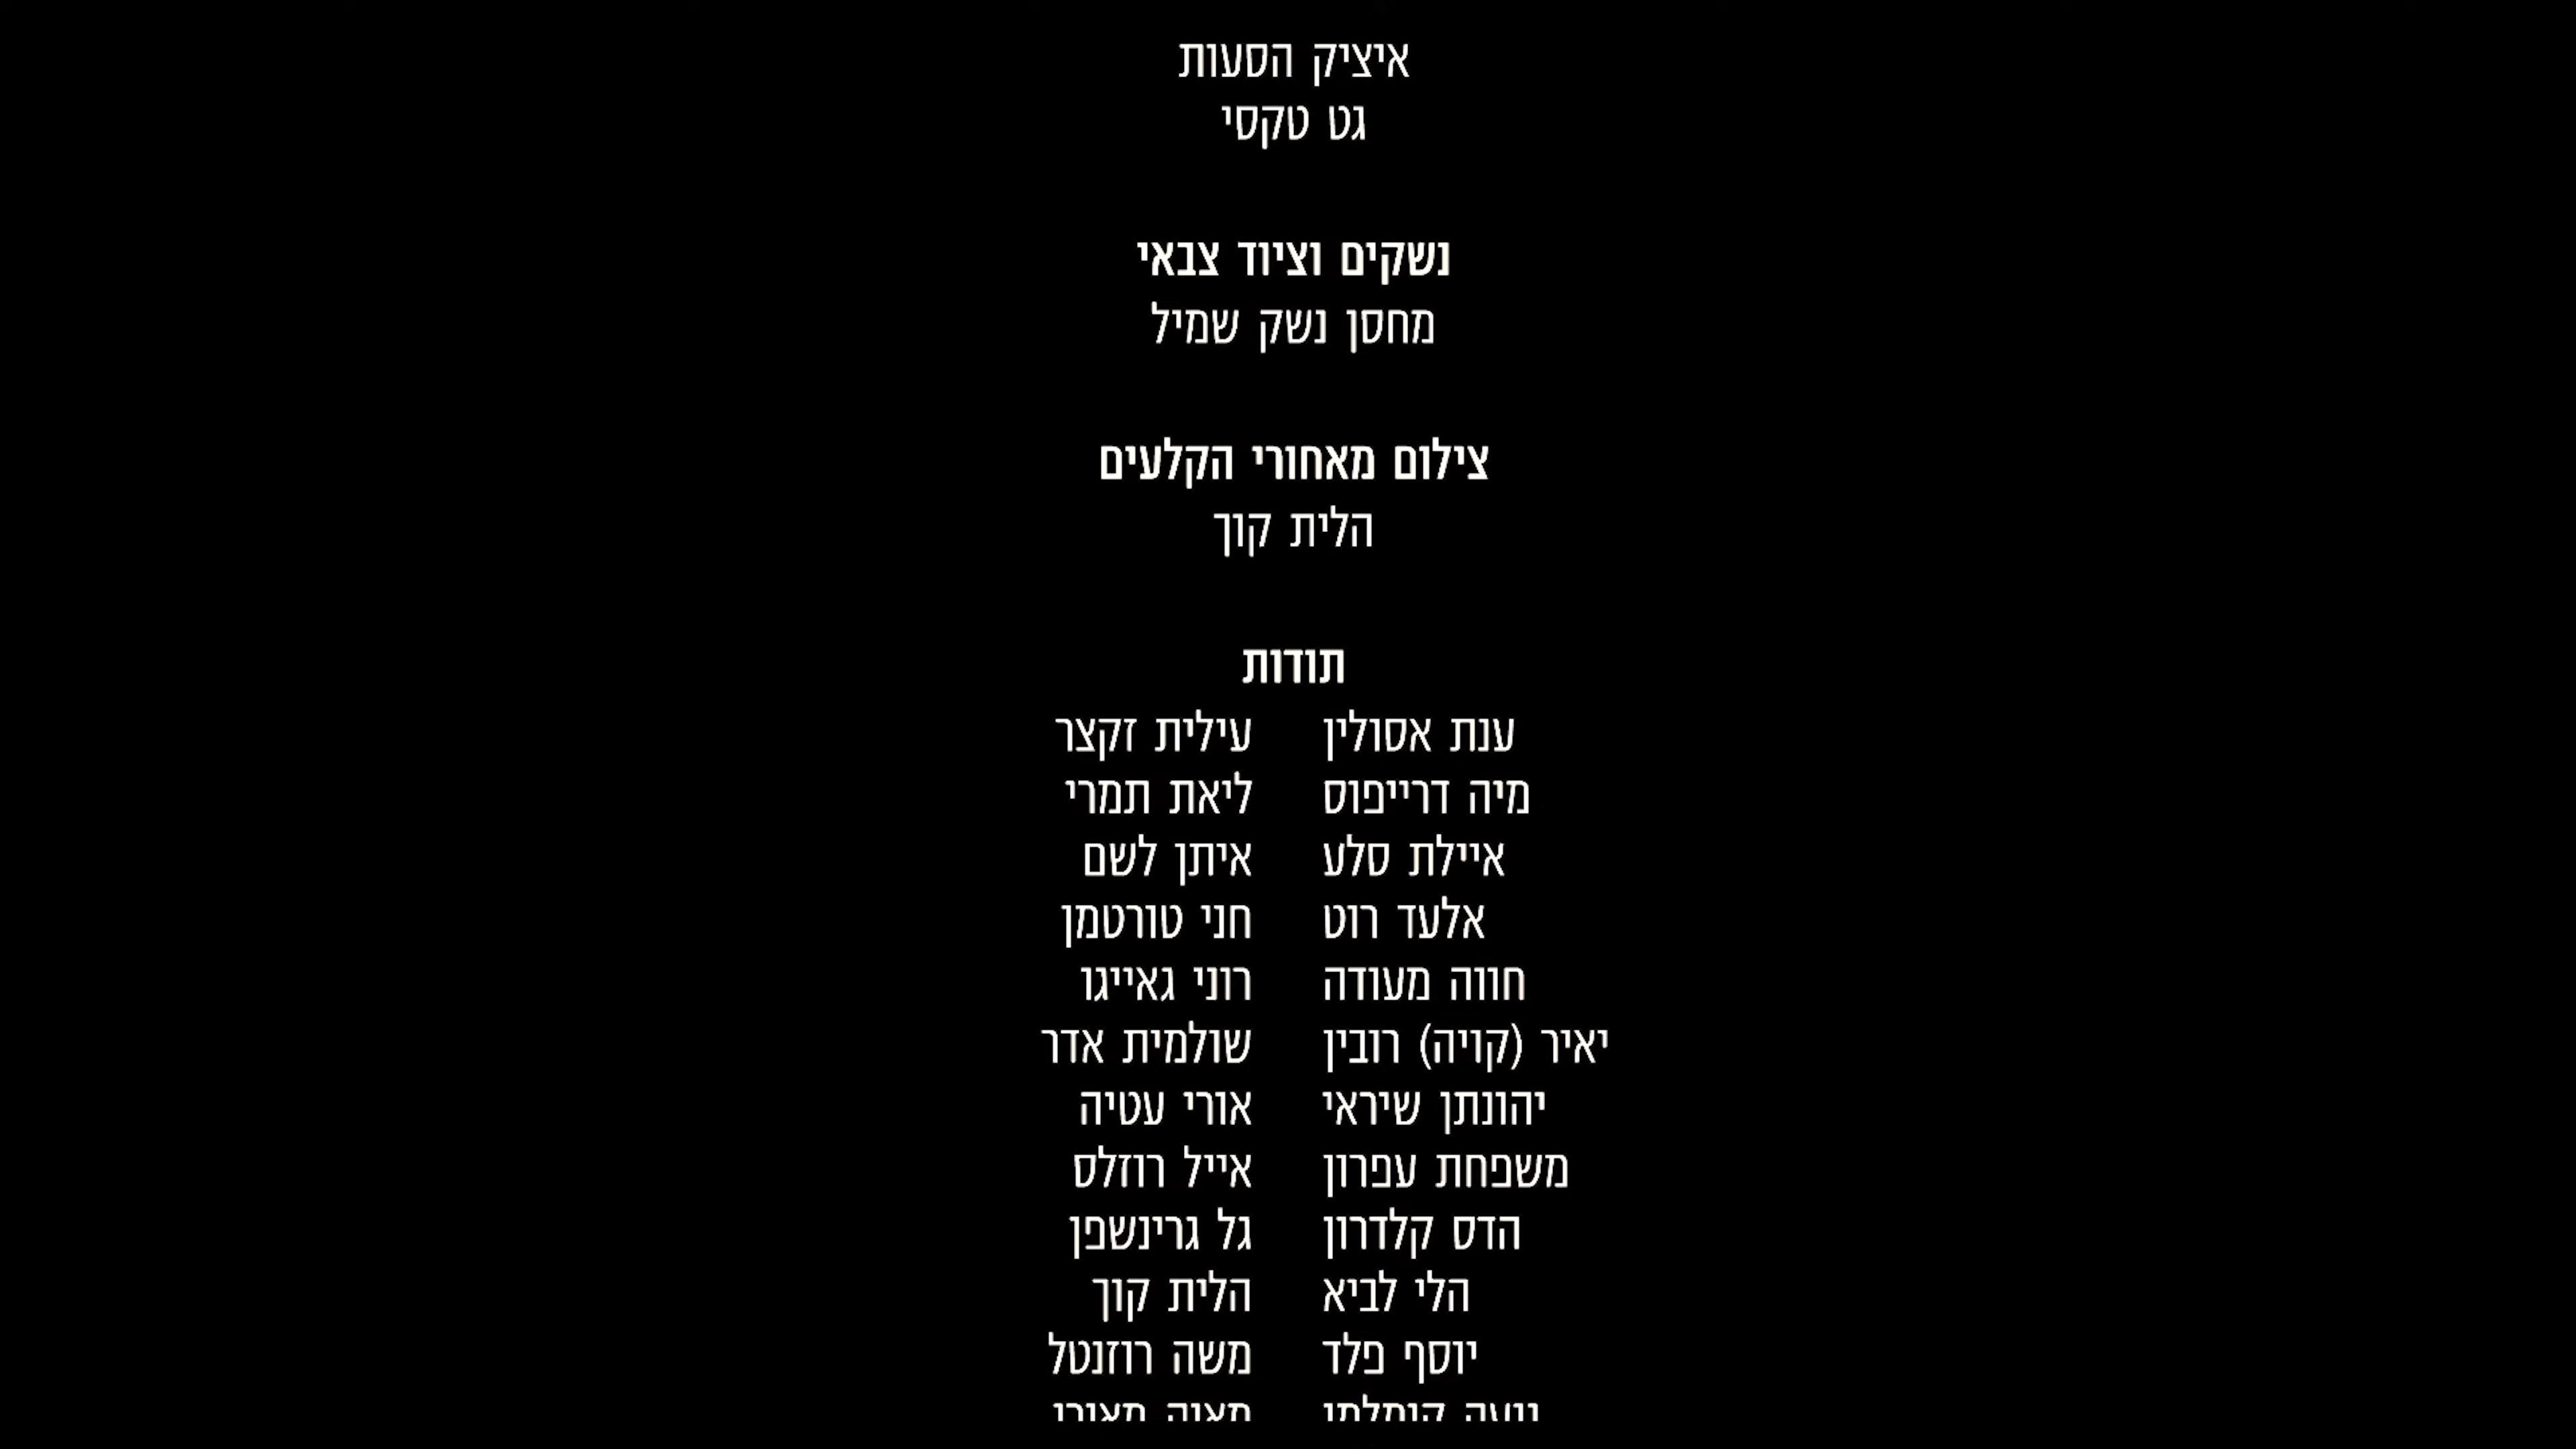 איציק הסעות
גט טקסי
נשקים וציוד צבאי
מחסן נשק שמיל
צילום מאחורי הקלעים
הלית קוך
תודות
ענת אסולין עילית זקצר
מיה דרייפוס ליאת תמרי
איילת סלע איתן לשם
אלעד רוט חני טורטמן
חווה מעודה רוני גאייגו
יאיר (קויה) רובין שולמית אדר
יהונתן שיראי אורי עטיה
משפחת עפרון אייל רוזלס
הדס קלדרון גל גרינשפן
הלי לביא הלית קוך
יוסף פלד משה רוזנטל